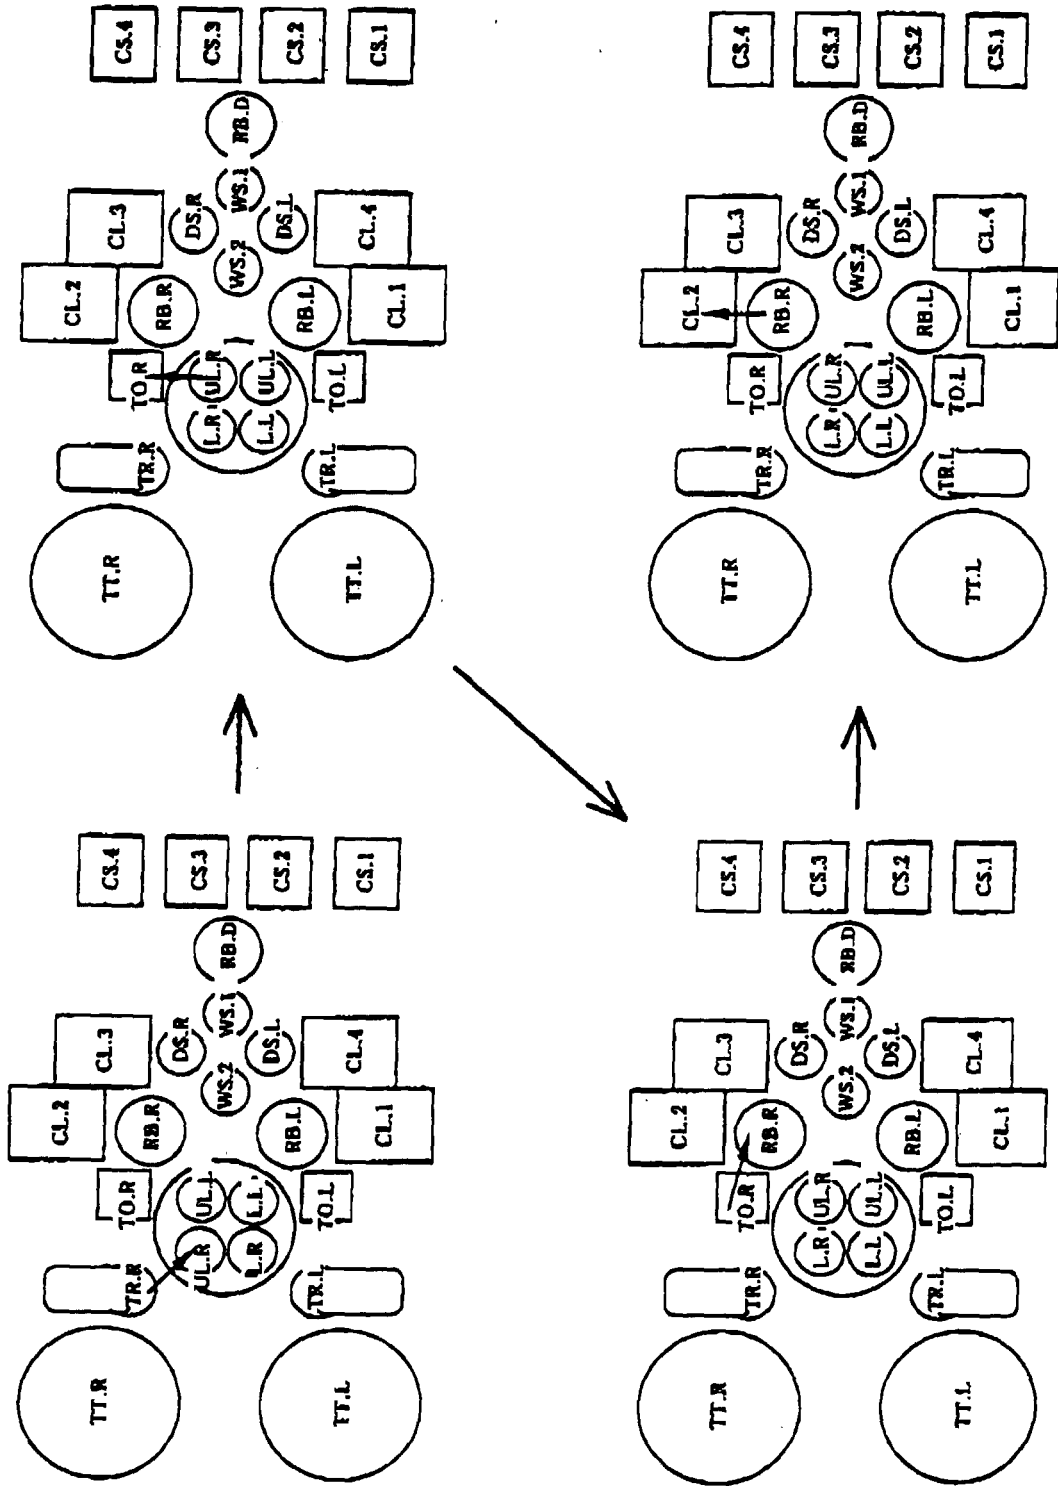 CL.2
TT.R
CL.3
CS.4
TR.R
TO.R
RB.R
DS.R
CS.3
UL.R
UL.L
WS.2
WS.1
RB.D
L.R
L.L
DS.L
CS.2
RB.L
TR.L
TO.L
CL.4
TT.L
CL.1
CS.1
CL.2
TT.R
CL.3
CS.4
TR.R
TO.R
RB.R
DS.R
CS.3
L.R
UL.R
WS.2
WS.1
RB.D
L.L
UL.L
DS.L
CS.2
RB.L
TR.L
TO.L
CL.4
TT.L
CL.1
CS.1
CL.2
TT.R
CL.3
CS.4
TR.R
TO.R
RB.R
DS.R
CS.3
L.R
UL.R
WS.2
WS.1
RB.D
L.L
UL.L
DS.L
CS.2
RB.L
TR.L
TO.L
CL.4
TT.L
CL.1
CS.1
CL.2
TT.R
CL.3
CS.4
TR.R
TO.R
RB.R
DS.R
CS.3
L.R
UL.R
WS.2
WS.1
RB.D
L.L
UL.L
DS.L
CS.2
RB.L
TR.L
TO.L
CL.4
TT.L
CL.1
CS.1